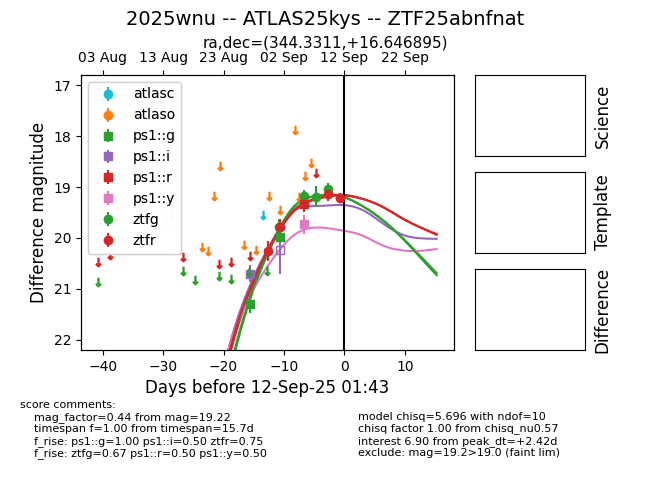 2025wnu -- ATLAS25kys -- ZTF25abnfnat
ra,dec=(344.3311,+16.646895)
03 Aug 13 Aug 23 Aug 02 Sep 12 Sep 22 Sep
17
18
19
20
21
22
Difference magnitude
atlasc
atlaso
ps1::g
ps1::i
ps1::r
ps1::y
ztfg
ztfr
−40 −30 −20 −10 0 10
Days before 12-Sep-25 01:43
Science
Template
Difference
score comments:
mag_factor=0.44 from mag=19.22
timespan f=1.00 from timespan=15.7d
f_rise: ps1::g=1.00 ps1::i=0.50 ztfr=0.75
f_rise: ztfg=0.67 ps1::r=0.50 ps1::y=0.50
model chisq=5.696 with ndof=10
chisq factor 1.00 from chisq_nu0.57
interest 6.90 from peak_dt=+2.42d
exclude: mag=19.2>19.0 (faint lim)